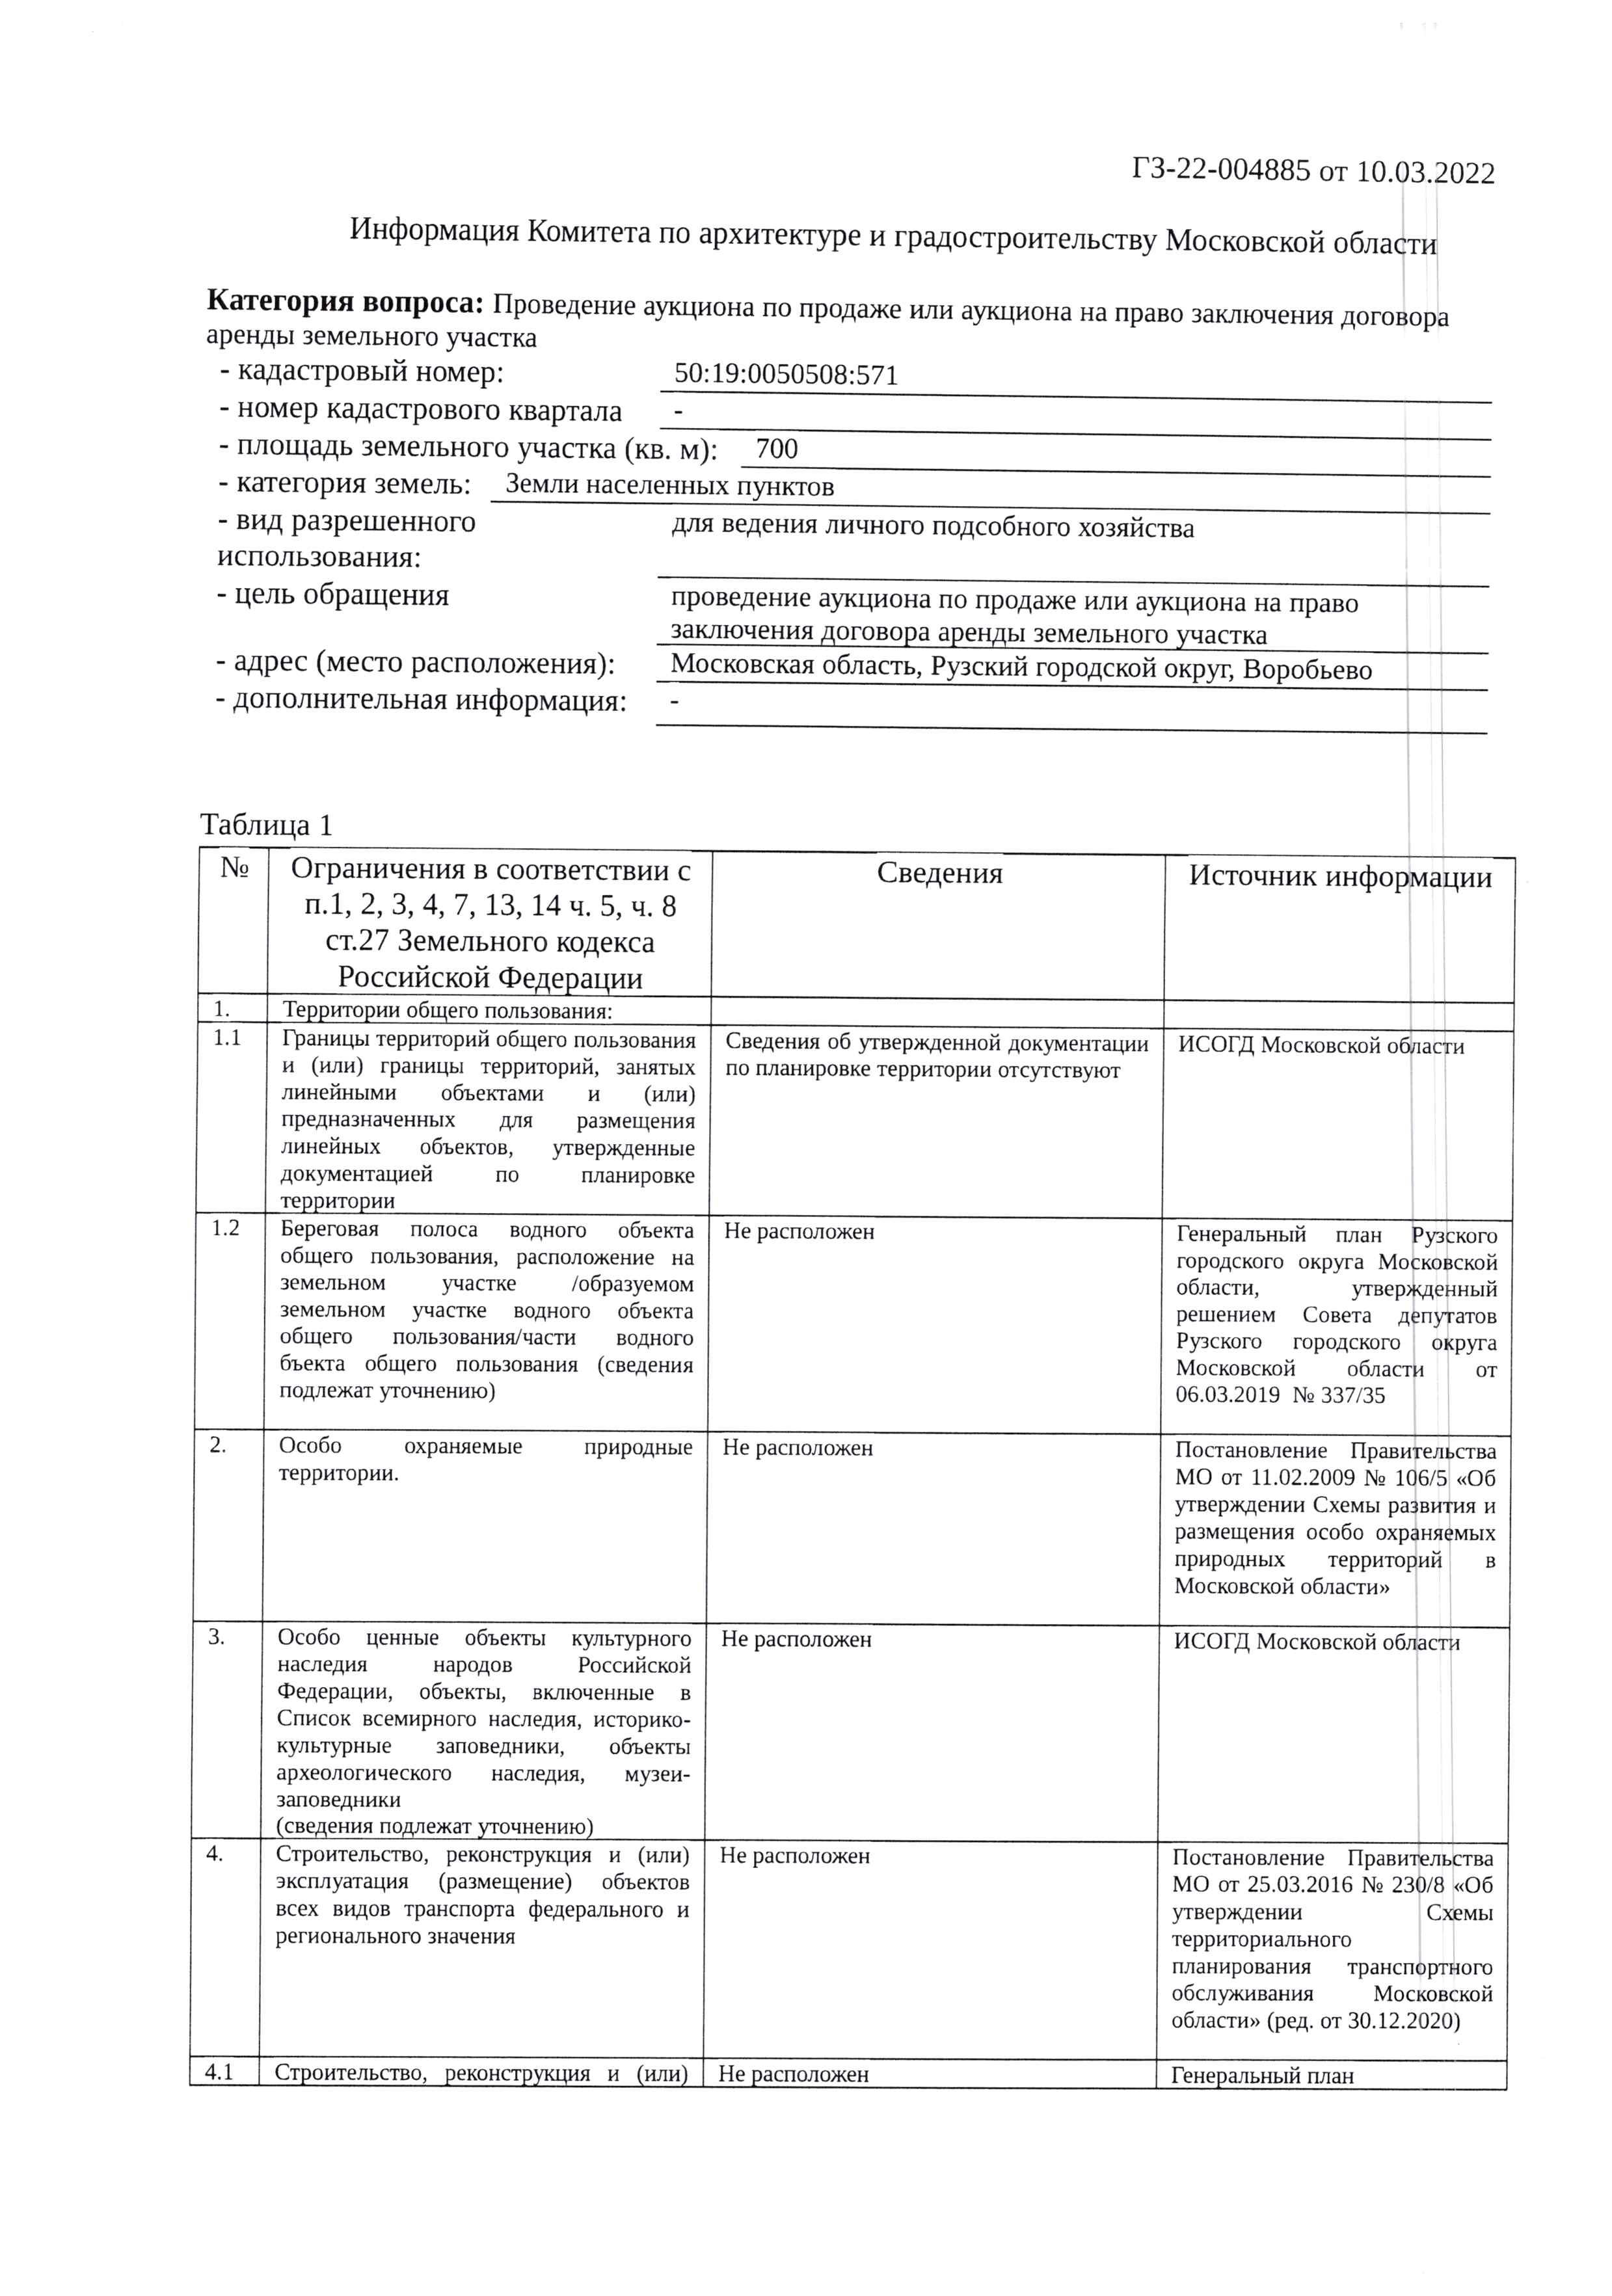 ГЗ-22-004885 от 10.03.2022
Информация Комитета по архитектуре и градостроительству Московской области
Категория вопроса: Проведение аукциона по продаже или аукциона на право заключения договора
аренды земельного участка
- кадастровый номер: 50:19:0050508:571
- номер кадастрового квартала -
- площадь земельного участка (кв. м): 700
- категория земель: Земли населенных пунктов
- вид разрешенного для ведения личного подсобного хозяйства
использования:
- цель обращения проведение аукциона по продаже или аукциона на право
заключения договора аренды земельного участка
- адрес (место расположения): Московская область, Рузский городской округ, Воробьево
- дополнительная информация: -
Таблица 1
№
Ограничения в соответствии с
п.1, 2, 3, 4, 7, 13, 14 ч. 5, ч. 8
ст.27 Земельного кодекса
Российской Федерации
Сведения
Источник информации
1.
Территории общего пользования:
1.1
Границы территорий общего пользования
и (или) границы территорий, занятых
линейными объектами и (или)
предназначенных для размещения
линейных объектов, утвержденные
документацией по планировке
территории
Сведения об утвержденной документации
по планировке территории отсутствуют
ИСОГД Московской области
1.2
Береговая полоса водного объекта
общего пользования, расположение на
земельном участке /образуемом
земельном участке водного объекта
общего пользования/части водного
бъекта общего пользования (сведения
подлежат уточнению)
Не расположен
Генеральный план Рузского
городского округа Московской
области, утвержденный
решением Совета депутатов
Рузского городского округа
Московской области от
06.03.2019 № 337/35
2.
Особо охраняемые природные
территории.
Не расположен
Постановление Правительства
МО от 11.02.2009 № 106/5 «Об
утверждении Схемы развития и
размещения особо охраняемых
природных территорий в
Московской области»
3.
Особо ценные объекты культурного
наследия народов Российской
Федерации, объекты, включенные в
Список всемирного наследия, историко-
культурные заповедники, объекты
археологического наследия, музеи-
заповедники
(сведения подлежат уточнению)
Не расположен
ИСОГД Московской области
4.
Строительство, реконструкция и (или)
эксплуатация (размещение) объектов
всех видов транспорта федерального и
регионального значения
Не расположен
Постановление Правительства
МО от 25.03.2016 № 230/8 «Об
утверждении Схемы
территориального
планирования транспортного
обслуживания Московской
области» (ред. от 30.12.2020)
4.1
Строительство, реконструкция и (или)
Не расположен
Генеральный план